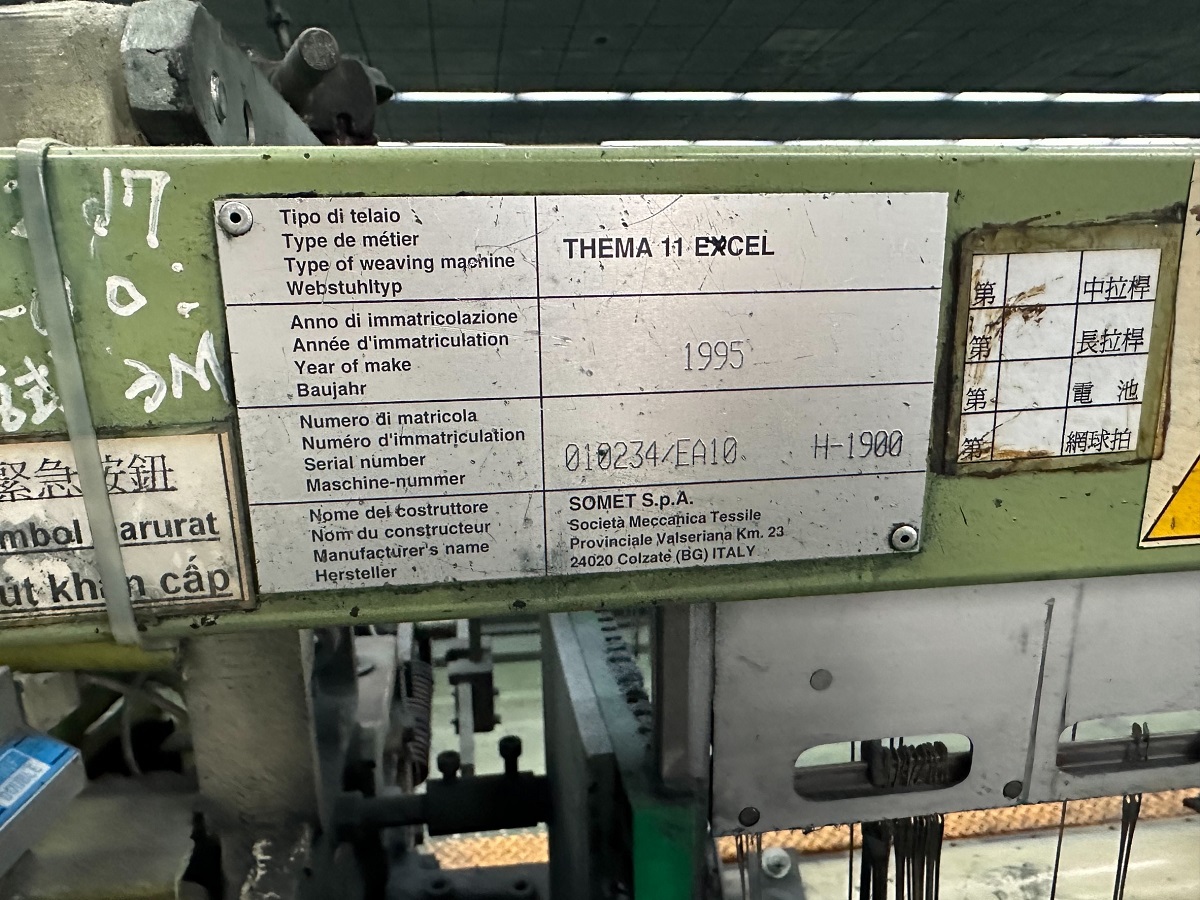 Tipo di telaio
Type de métier
Type of weaving machine
Webstuhltyp
THEMA 11 EXCEL
Anno di immatricolazione
Année d'immatriculation
Year of make
Baujahr
1995
Numero di matricola
Numéro d'immatriculation
Serial number
Maschine-nummer
010234/EA10 H-1900
Nome del costruttore
Nom du constructeur
Manufacturer's name
Hersteller
SOMET S.p.A.
Società Meccanica Tessile
Provinciale Valseriana Km. 23
24020 Colzate (BG) ITALY
第 中拉桿
第 長拉桿
第 電池
第 網球拍
緊急按鈕
mbol arurat
út khẩn cấp